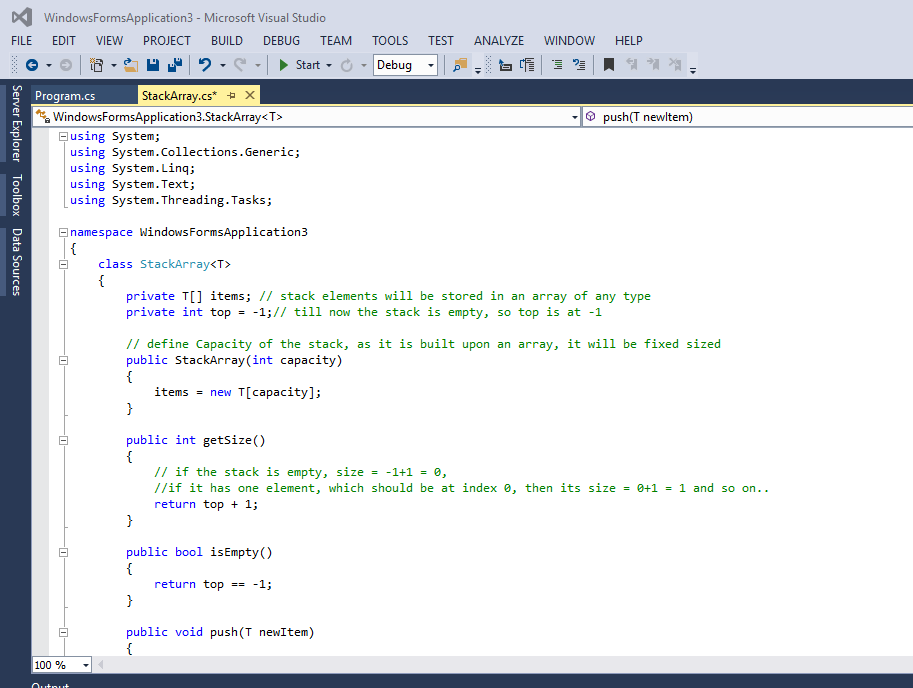 WindowsFormsApplication3 - Microsoft Visual Studio
FILE EDIT VIEW PROJECT BUILD DEBUG TEAM TOOLS TEST ANALYZE WINDOW HELP
Start Debug
Server Explorer
Toolbox
Data Sources
Program.cs StackArray.cs*
WindowsFormsApplication3.StackArray<T> push(T newItem)
using System;
using System.Collections.Generic;
using System.Linq;
using System.Text;
using System.Threading.Tasks;
namespace WindowsFormsApplication3
{
class StackArray<T>
{
private T[] items; // stack elements will be stored in an array of any type
private int top = -1;// till now the stack is empty, so top is at -1
// define Capacity of the stack, as it is built upon an array, it will be fixed sized
public StackArray(int capacity)
{
items = new T[capacity];
}
public int getSize()
{
// if the stack is empty, size = -1+1 = 0,
//if it has one element, which should be at index 0, then its size = 0+1 = 1 and so on..
return top + 1;
}
public bool isEmpty()
{
return top == -1;
}
public void push(T newItem)
{
100 %
Output